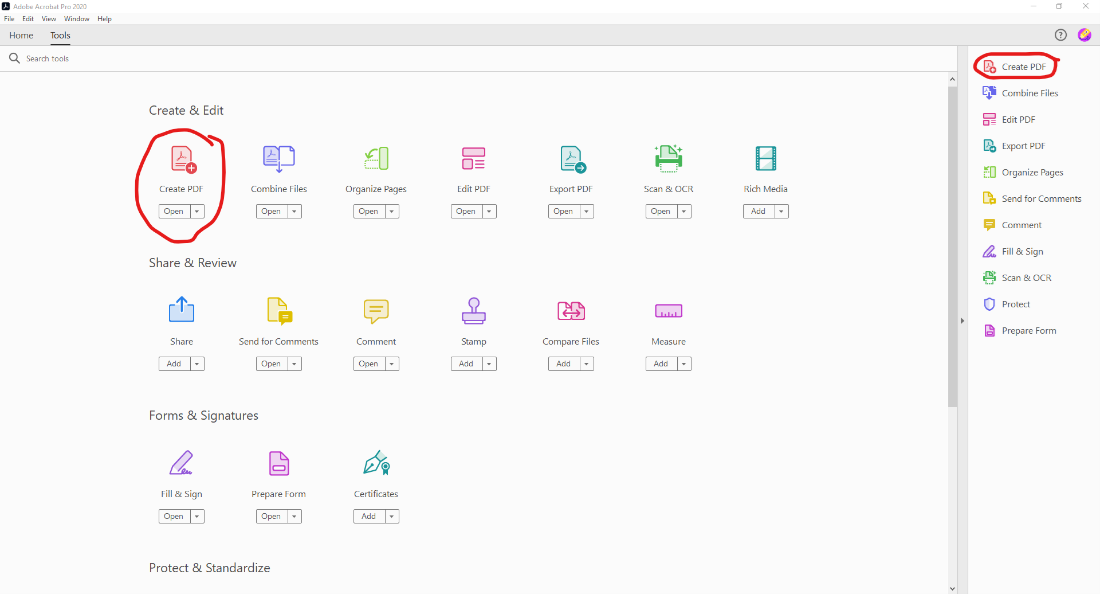 Adobe Acrobat Pro 2020
File Edit View Window Help
Home Tools
Search tools
Create & Edit
Create PDF Combine Files Organize Pages Edit PDF Export PDF Scan & OCR Rich Media
Open Open Open Open Open Open Add
Share & Review
Share Send for Comments Comment Stamp Compare Files Measure
Add Open Open Add Add Add
Forms & Signatures
Fill & Sign Prepare Form Certificates
Open Open Add
Protect & Standardize
Create PDF
Combine Files
Edit PDF
Export PDF
Organize Pages
Send for Comments
Comment
Fill & Sign
Scan & OCR
Protect
Prepare Form